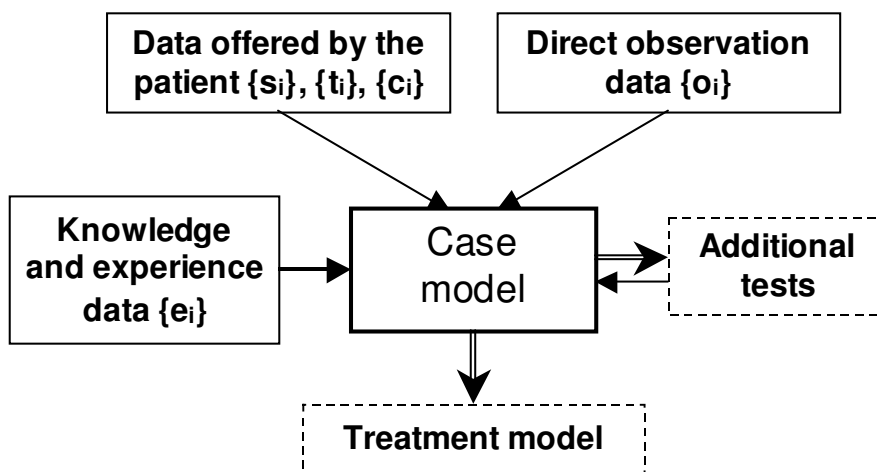 Data offered by the
patient {sᵢ}, {tᵢ}, {cᵢ}
Direct observation
data {oᵢ}
Knowledge
and experience
data {eᵢ}
Case
model
Additional
tests
Treatment model